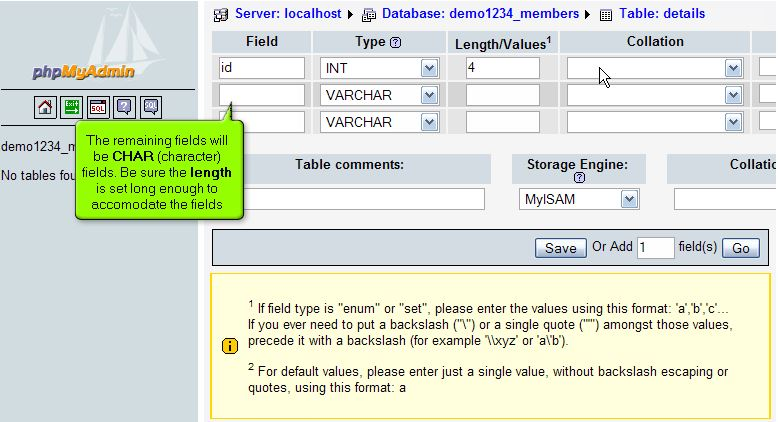 phpMyAdmin
Server: localhost Database: demo1234_members Table: details
Field Type Length/Values1 Collation
id INT 4
VARCHAR
VARCHAR
demo1234_m
No tables fou
The remaining fields will
be CHAR (character)
fields. Be sure the length
is set long enough to
accomodate the fields
Table comments: Storage Engine: Collatio
MyISAM
Save Or Add 1 field(s) Go
1 If field type is "enum" or "set", please enter the values using this format: 'a','b','c'...
If you ever need to put a backslash ("\") or a single quote ("'") amongst those values,
precede it with a backslash (for example '\\xyz' or 'a\'b').
2 For default values, please enter just a single value, without backslash escaping or
quotes, using this format: a